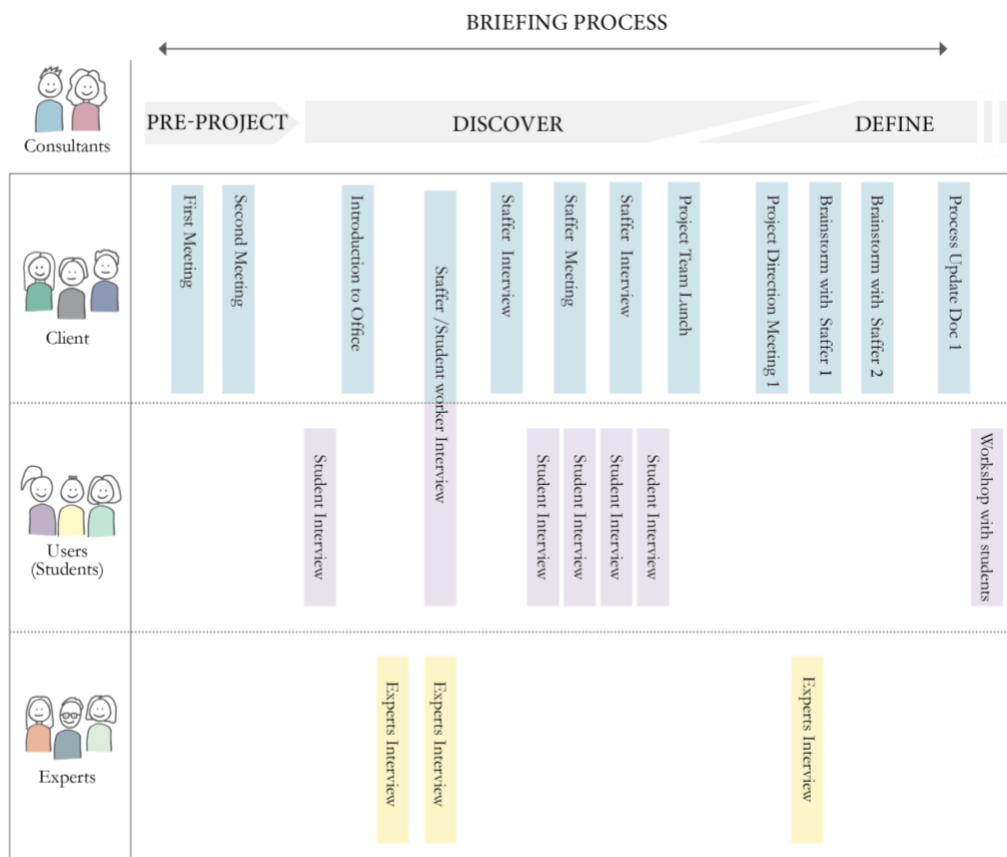 BRIEFING PROCESS
Consultants
PRE-PROJECT
DISCOVER
DEFINE
Client
First Meeting
Second Meeting
Introduction to Office
Staffer /Student worker Interview
Staffer Interview
Staffer Meeting
Staffer Interview
Project Team Lunch
Project Direction Meeting 1
Brainstorm with Staffer 1
Brainstorm with Staffer 2
Process Update Doc 1
Users
(Students)
Student Interview
Student Interview
Student Interview
Student Interview
Student Interview
Workshop with students
Experts
Experts Interview
Experts Interview
Experts Interview